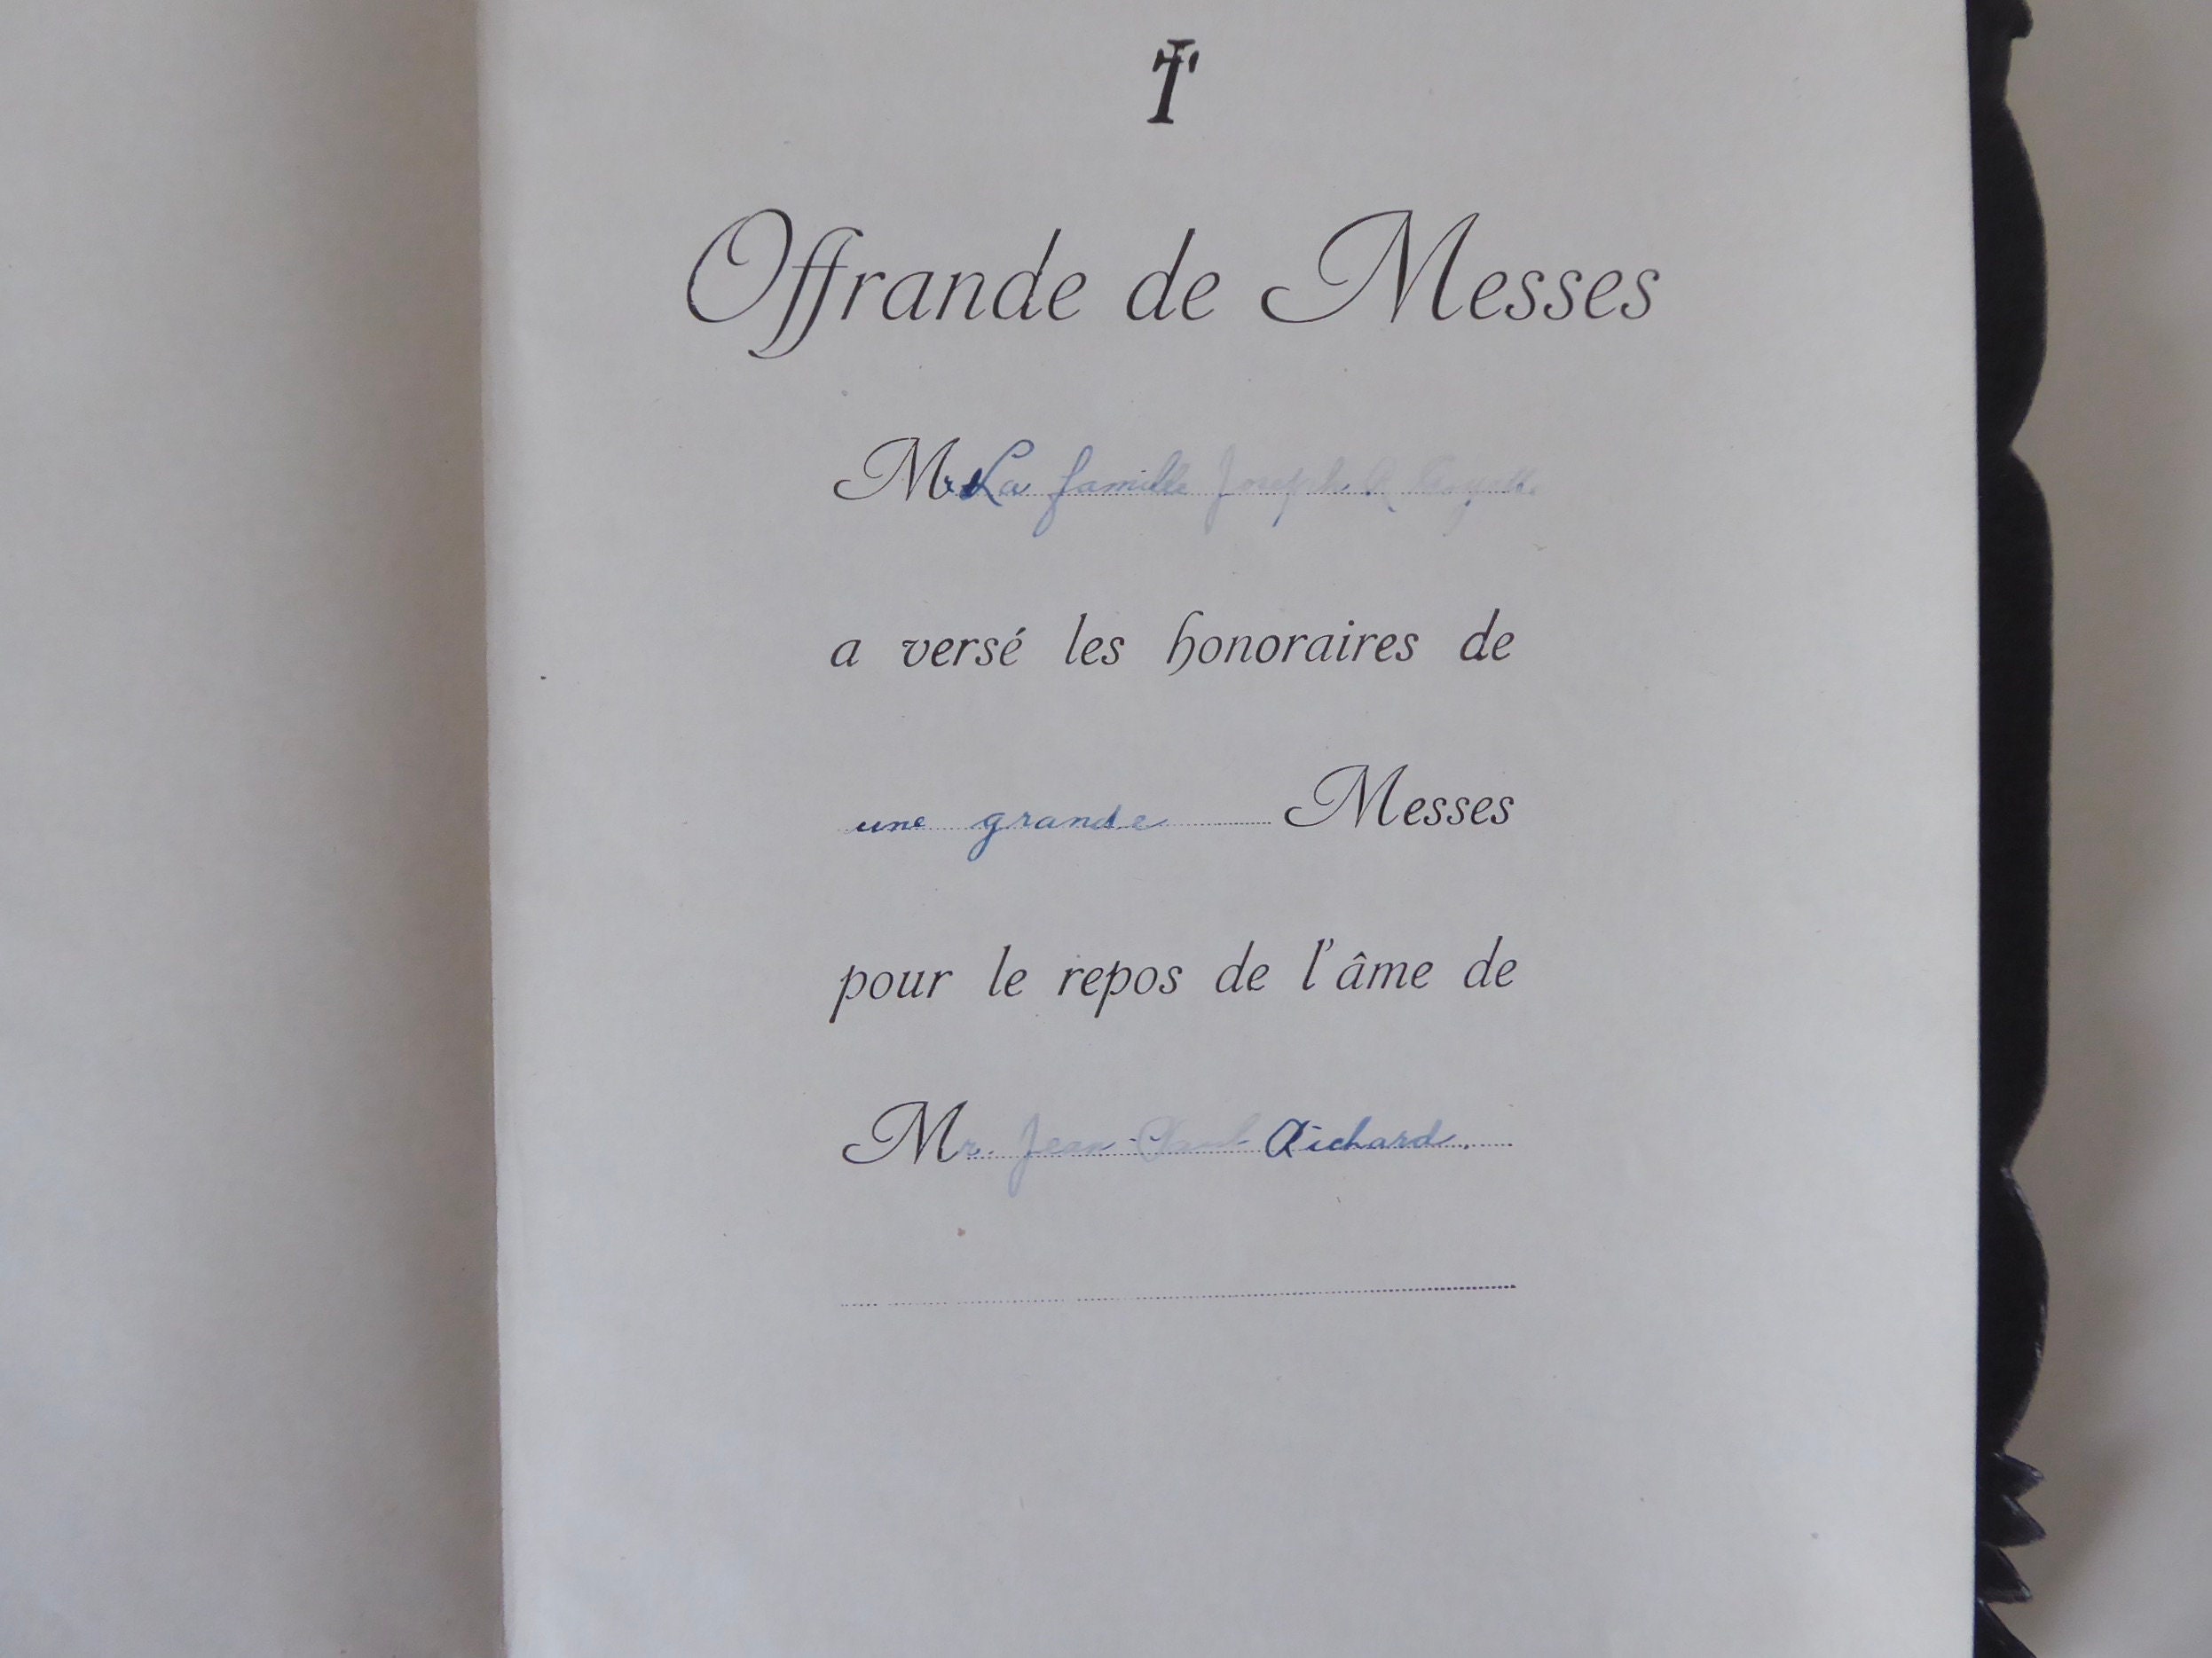 Offrande de Messes
Mr & La famille Joseph
a versé les honoraires de
une grande Messes
pour le repos de l'âme de
Mr. Jean-Paul Richard.